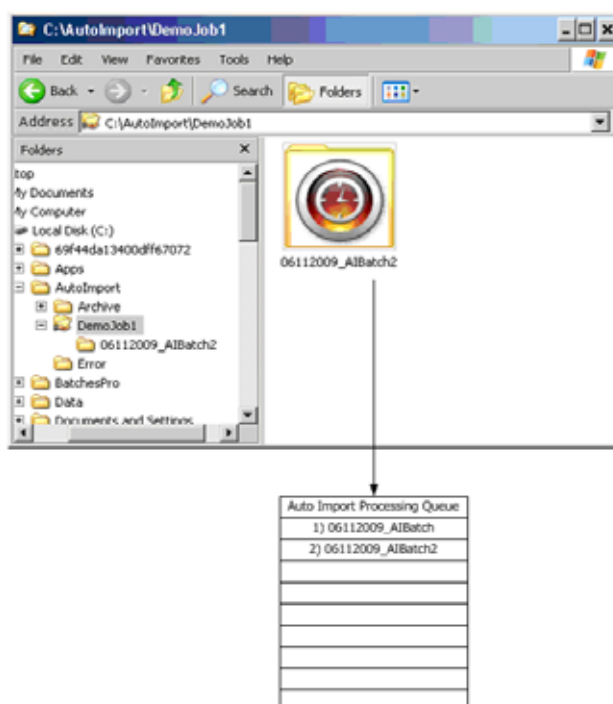 C:\AutoImport\DemoJob1
File Edit View Favorites Tools Help
Back Search Folders
Address C:\AutoImport\DemoJob1
Folders
top
My Documents
My Computer
Local Disk (C:)
69f44da13400dff67072
Apps
AutoImport
Archive
DemoJob1
06112009_AIBatch2
Error
BatchesPro
Data
Documents and Settings
06112009_AIBatch2
Auto Import Processing Queue
1) 06112009_AIBatch
2) 06112009_AIBatch2